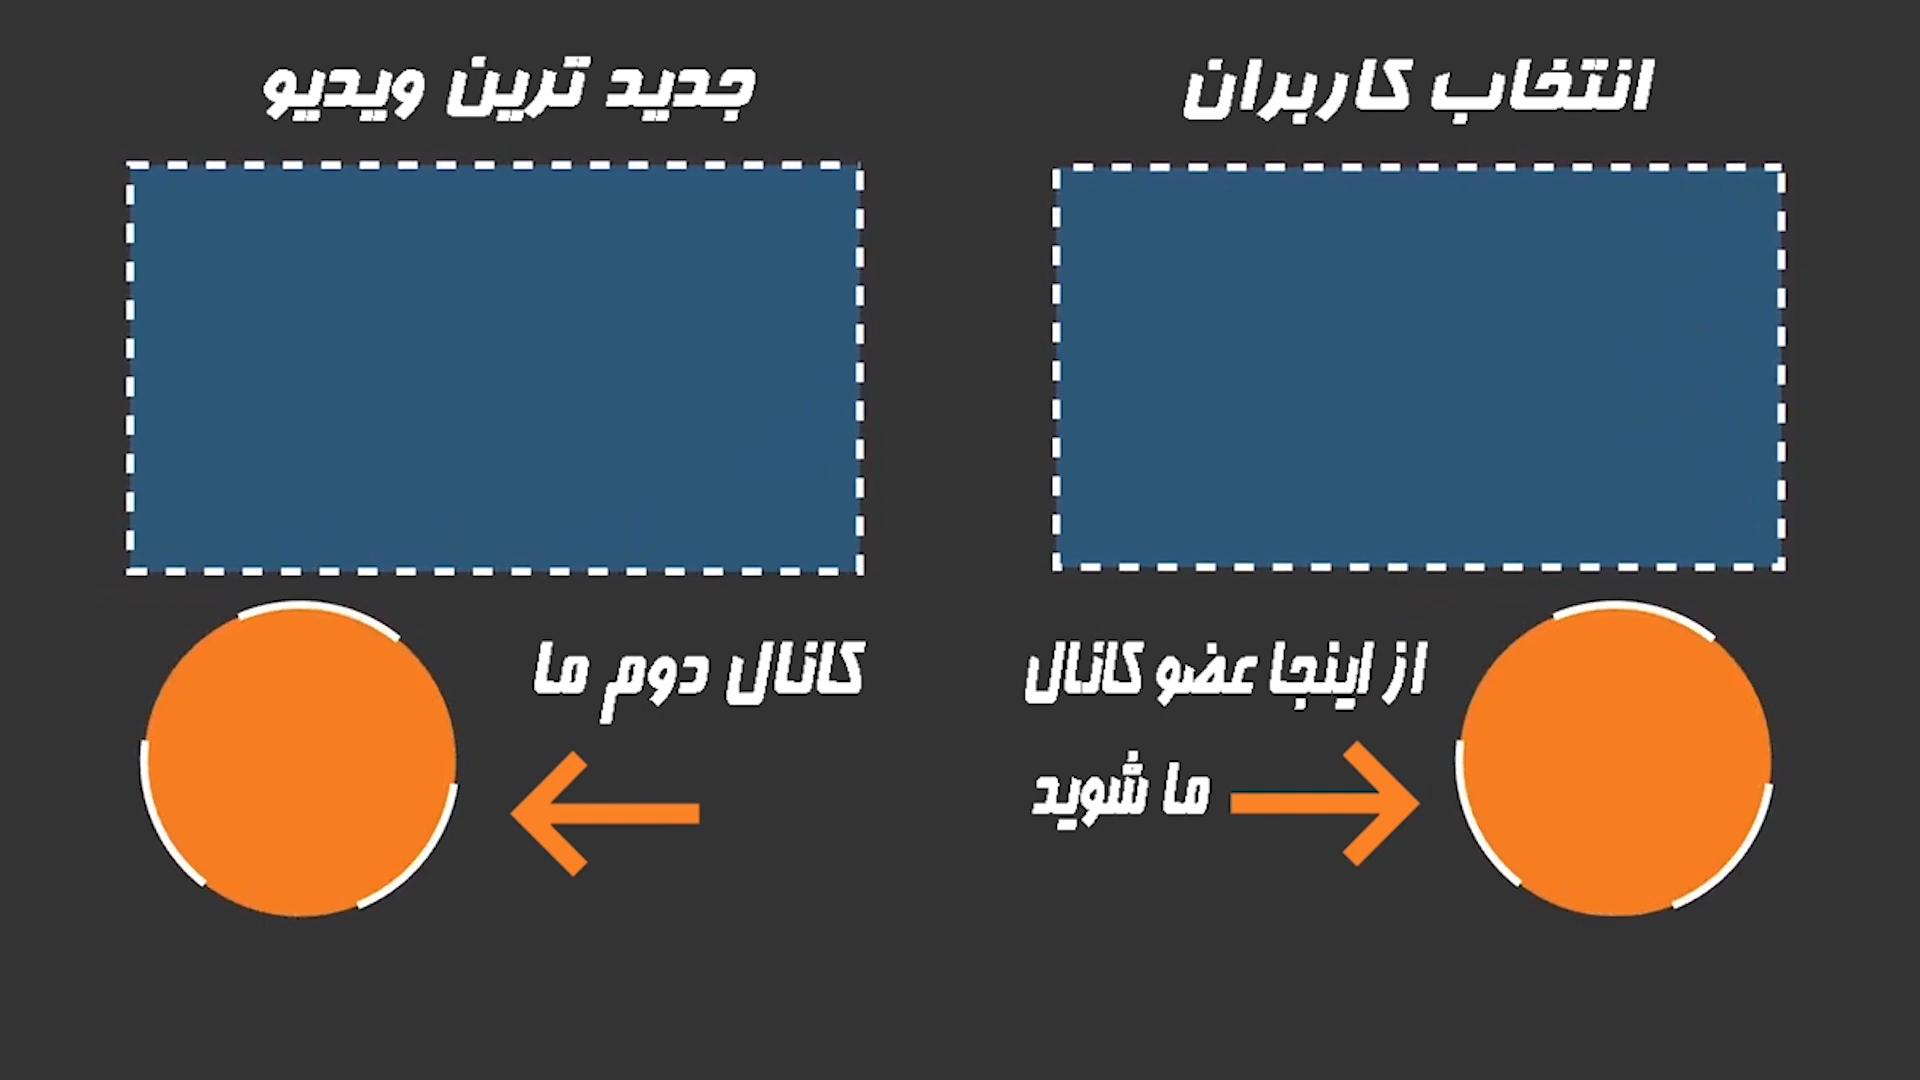 انتخاب کاربران
جدید ترین ویدیو
از اینجا عضو کانال
ما شوید
کانال دوم ما